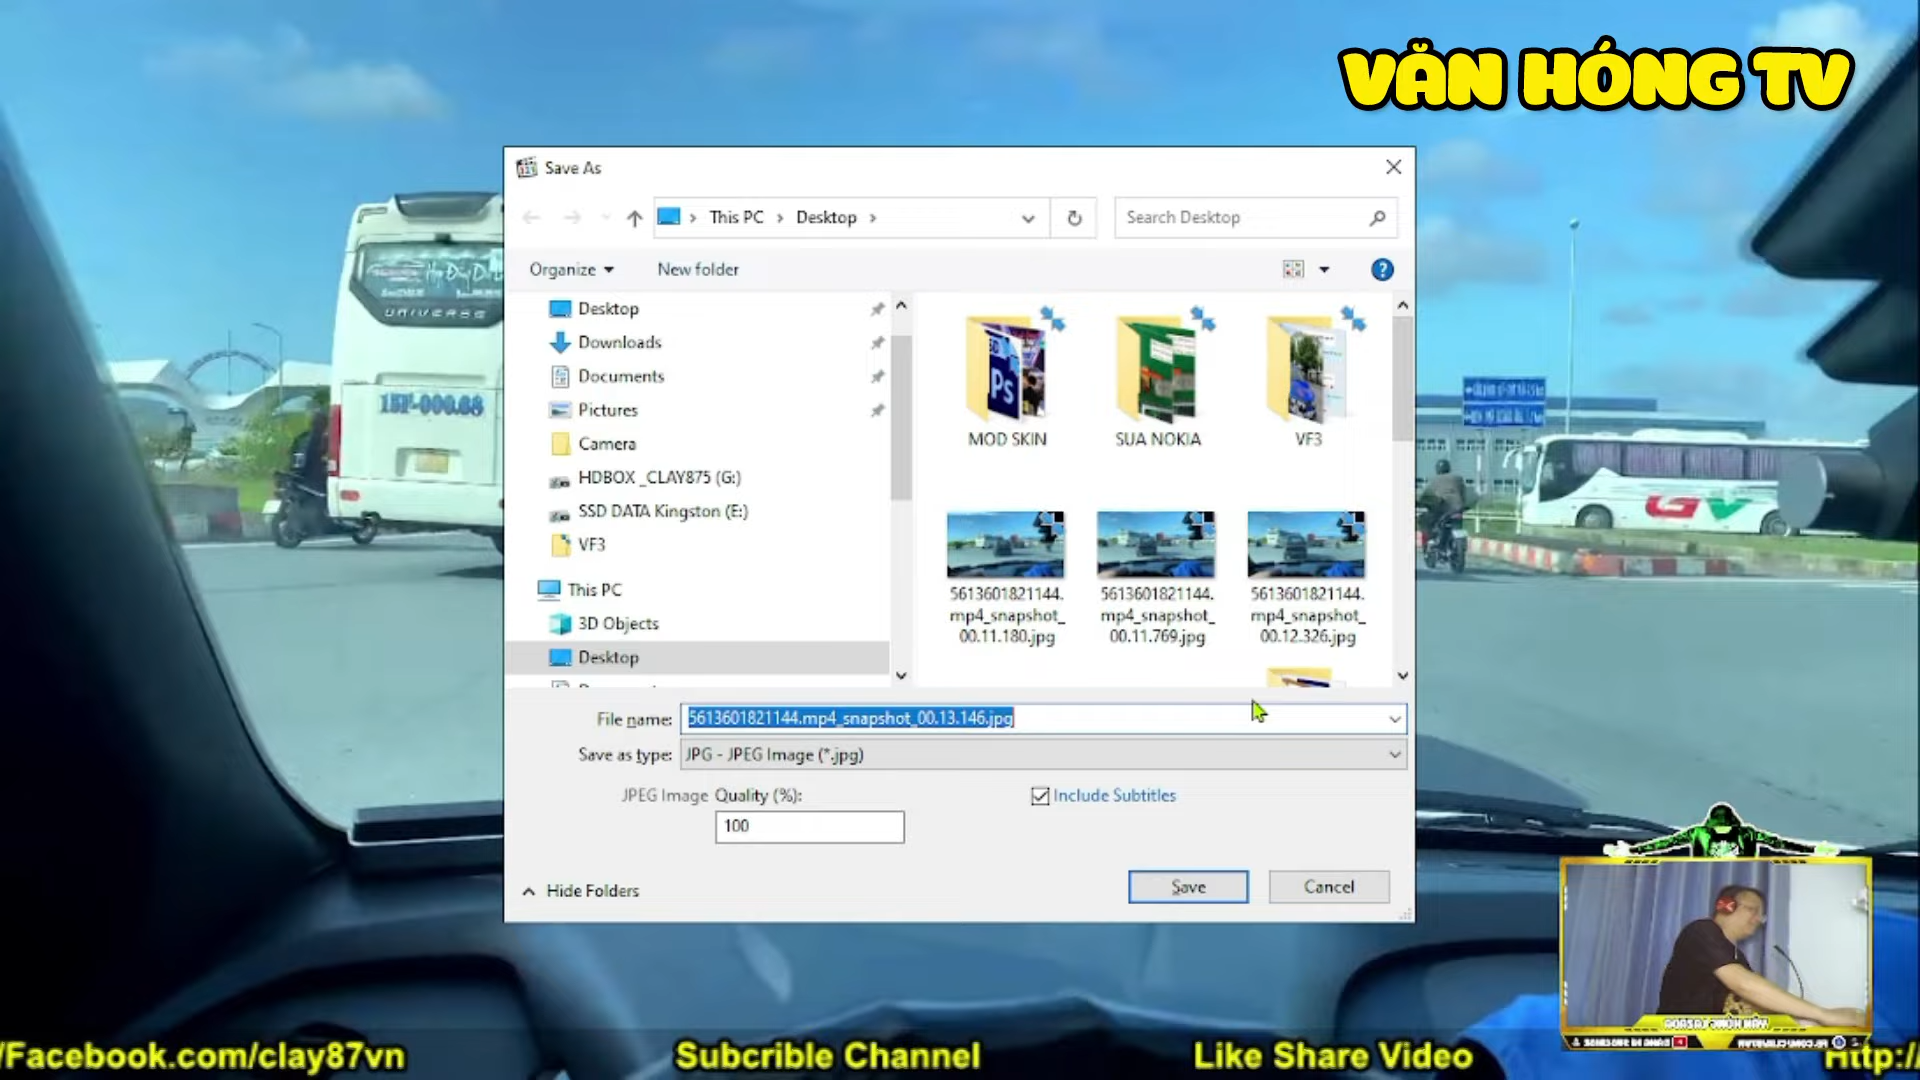 VĂN HÓNG TV
Save As
This PC
Desktop
Search Desktop
Organize
New folder
?
Desktop
Downloads
Documents
Pictures
Camera
HDBOX _CLAY875 (G:)
SSD DATA Kingston (E:)
VF3
This PC
3D Objects
Desktop
MOD SKIN
SUA NOKIA
VF3
5613601821144.
mp4_snapshot_
00.11.180.jpg
5613601821144.
mp4_snapshot_
00.11.769.jpg
5613601821144.
mp4_snapshot_
00.12.326.jpg
File name: 5613601821144.mp4_snapshot_00.13.146.jpg
Save as type: JPG - JPEG Image (*.jpg)
JPEG Image Quality (%):
100
Include Subtitles
Hide Folders
Save
Cancel
UNIVERSE
15F-000.68
GV
/Facebook.com/clay87vn
Subcrible Channel
Like Share Video
Http:/